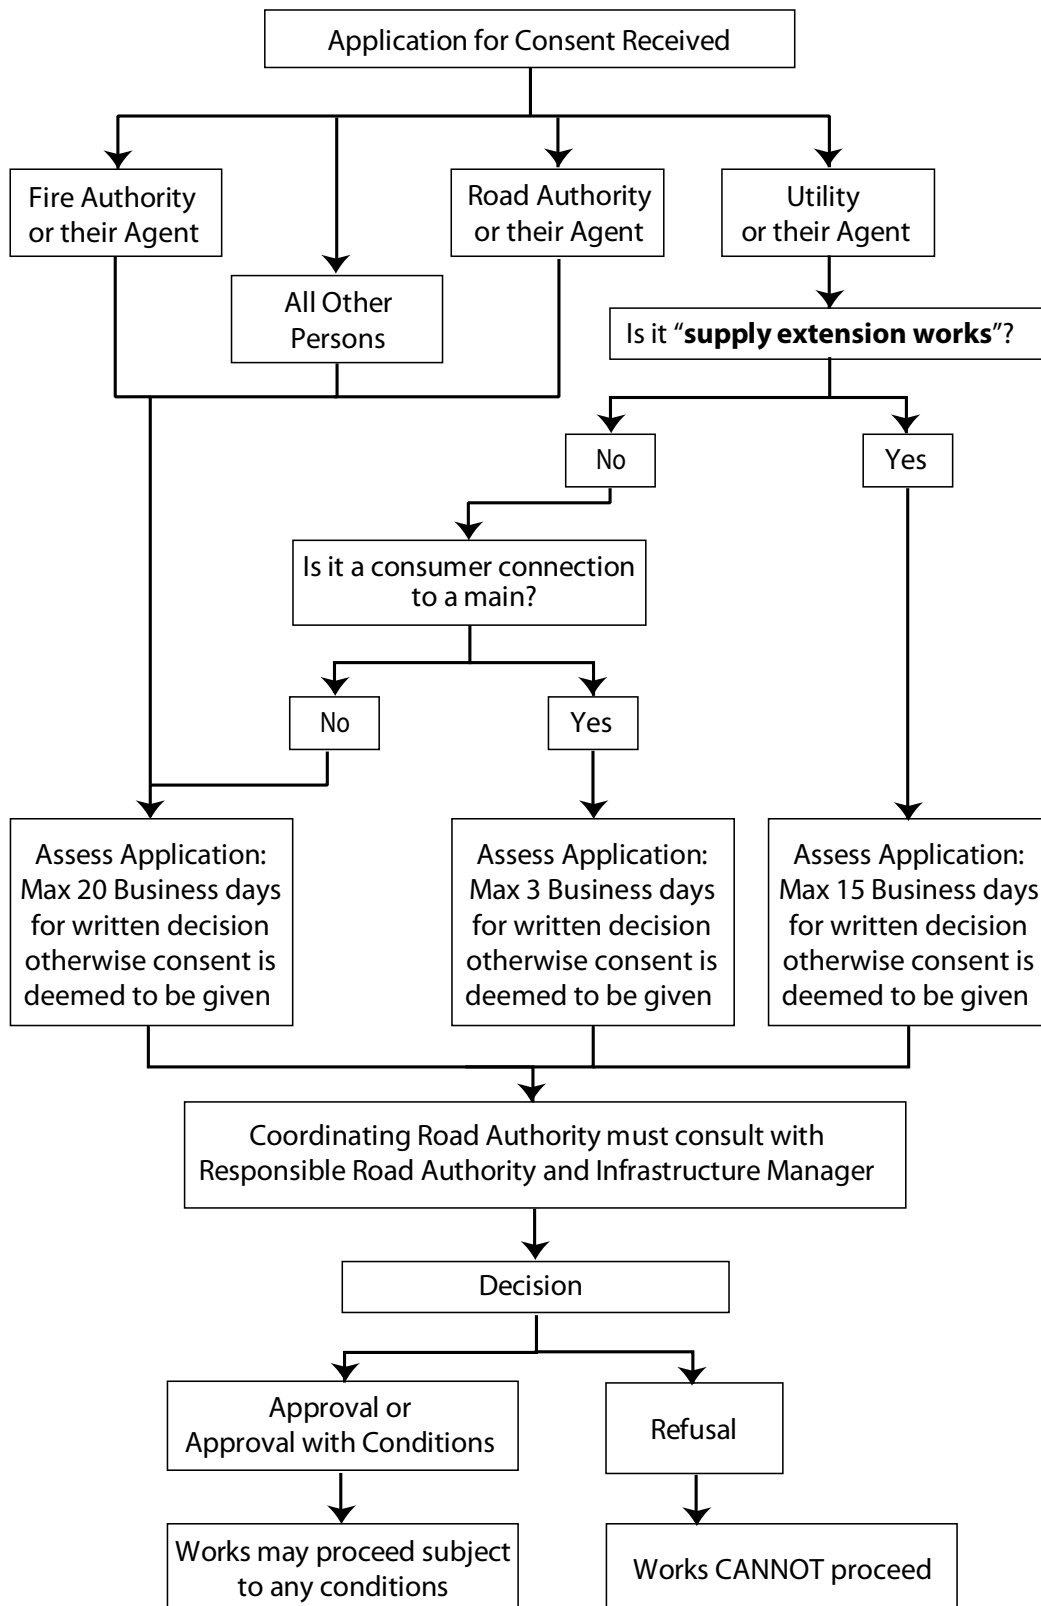 Application for Consent Received
Fire Authority
or their Agent
All Other
Persons
Road Authority
or their Agent
Utility
or their Agent
Is it “supply extension works”?
No
Yes
Is it a consumer connection
to a main?
No
Yes
Assess Application:
Max 20 Business days
for written decision
otherwise consent is
deemed to be given
Assess Application:
Max 3 Business days
for written decision
otherwise consent is
deemed to be given
Assess Application:
Max 15 Business days
for written decision
otherwise consent is
deemed to be given
Coordinating Road Authority must consult with
Responsible Road Authority and Infrastructure Manager
Decision
Approval or
Approval with Conditions
Refusal
Works may proceed subject
to any conditions
Works CANNOT proceed